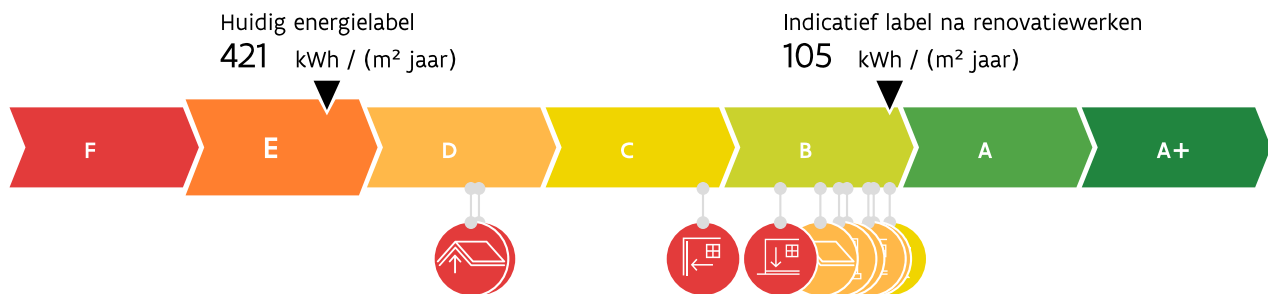 Huidig energielabel
421 kWh / (m² jaar)
Indicatief label na renovatiewerken
105 kWh / (m² jaar)
F E D C B A A+